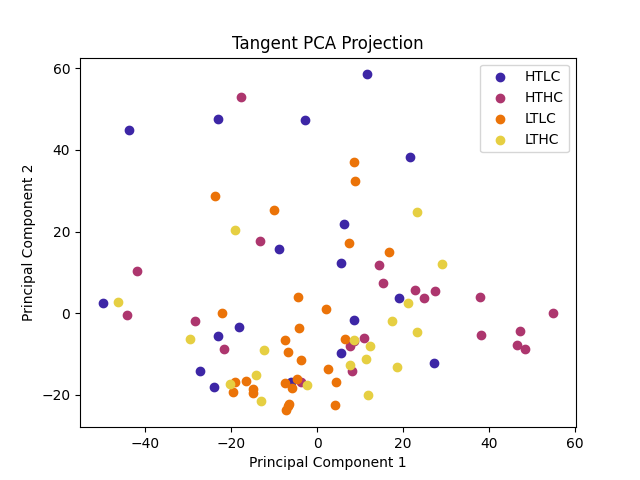 Tangent PCA Projection
HTLC
HTHC
LTLC
LTHC
Principal Component 2
60
40
20
0
−20
−40
−20
0
20
40
60
Principal Component 1